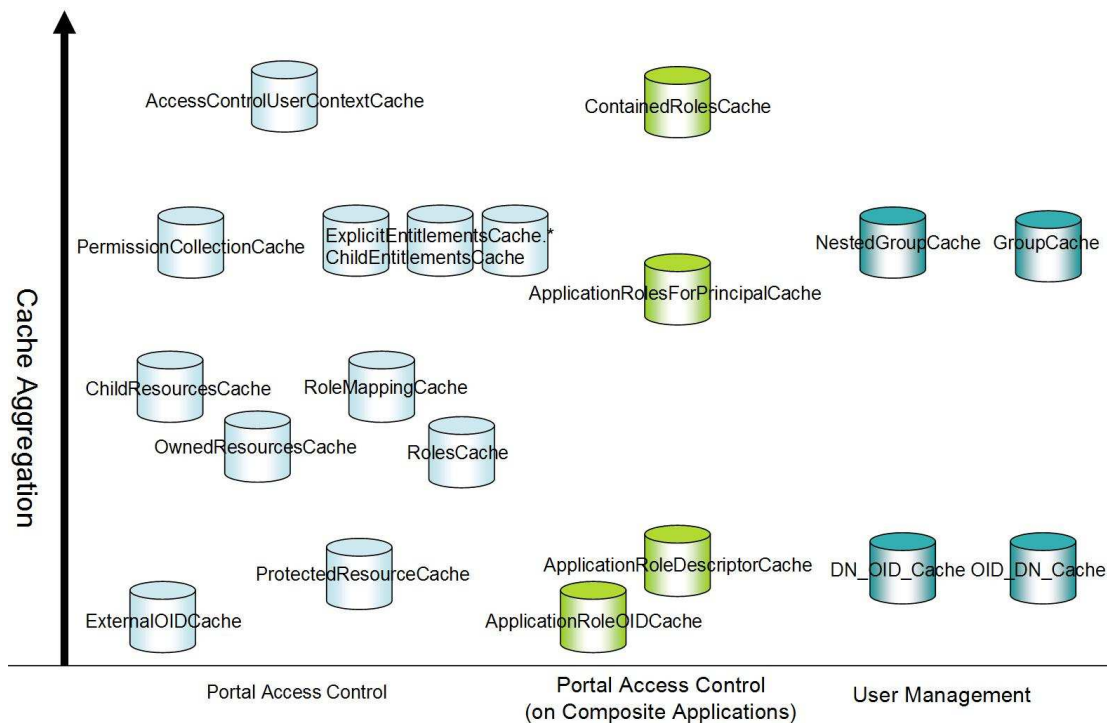 AccessControlUserContextCache
ContainedRolesCache
PermissionCollectionCache
ExplicitEntitlementsCache.*
ChildEntitlementsCache
NestedGroupCache
GroupCache
ApplicationRolesForPrincipalCache
Cache Aggregation
ChildResourcesCache
RoleMappingCache
OwnedResourcesCache
RolesCache
ProtectedResourceCache
ApplicationRoleDescriptorCache
DN_OID_Cache
OID_DN_Cache
ExternalOIDCache
ApplicationRoleOIDCache
Portal Access Control
Portal Access Control
(on Composite Applications)
User Management